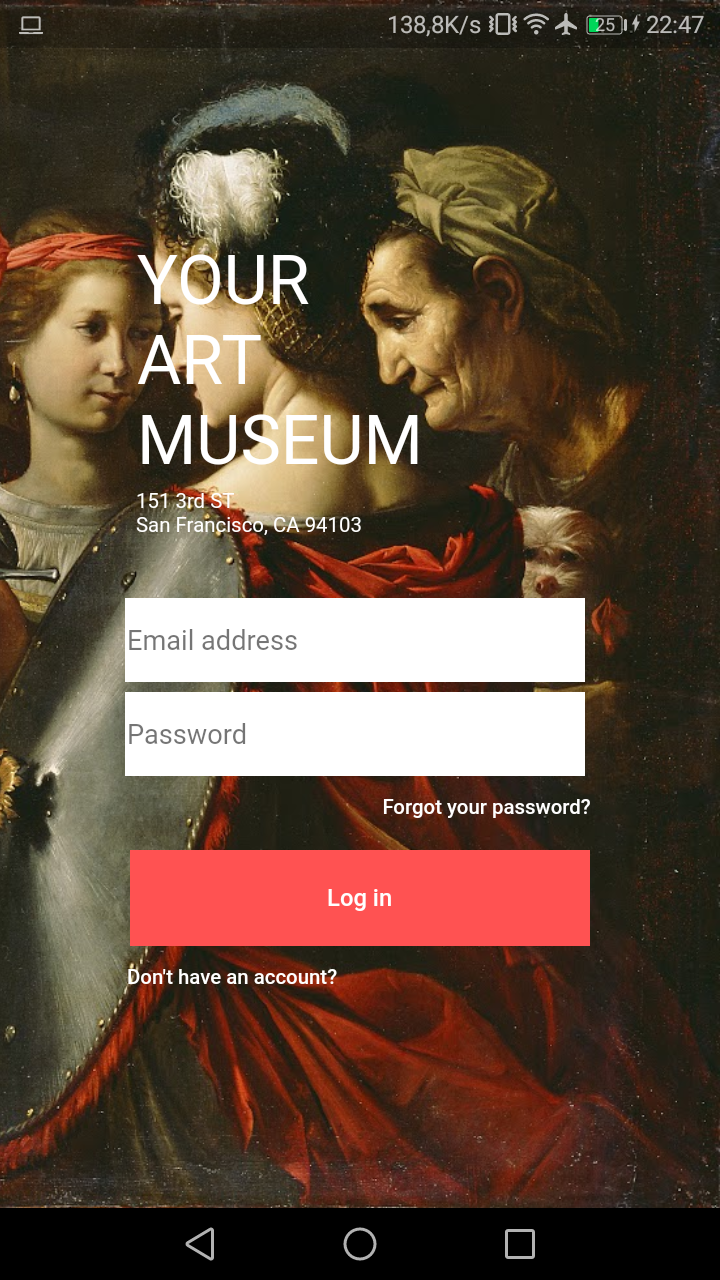 138,8K/s 25 22:47
YOUR
ART
MUSEUM
151 3rd ST
San Francisco, CA 94103
Email address
Password
Forgot your password?
Log in
Don't have an account?